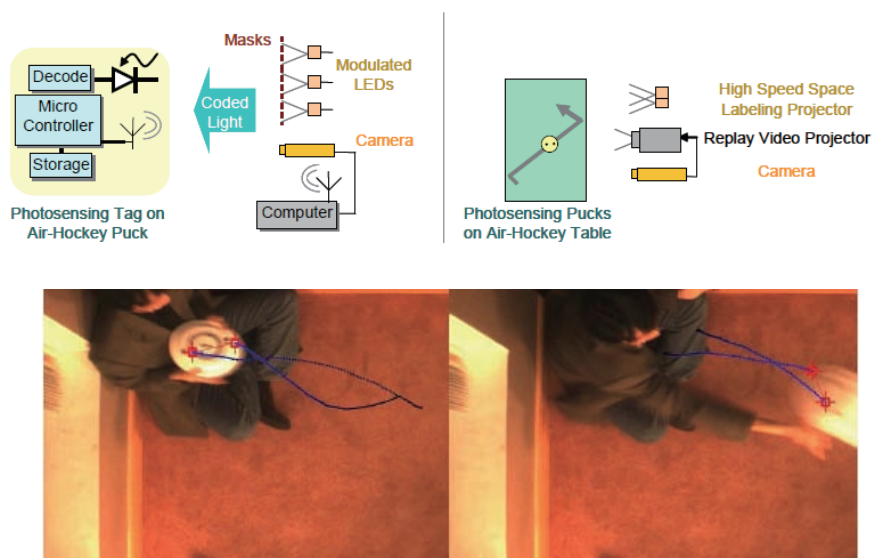 Masks
Decode
Micro
Controller
Storage
Coded
Light
Modulated
LEDs
Camera
Computer
Photosensing Tag on
Air-Hockey Puck
High Speed Space
Labeling Projector
Replay Video Projector
Camera
Photosensing Pucks
on Air-Hockey Table